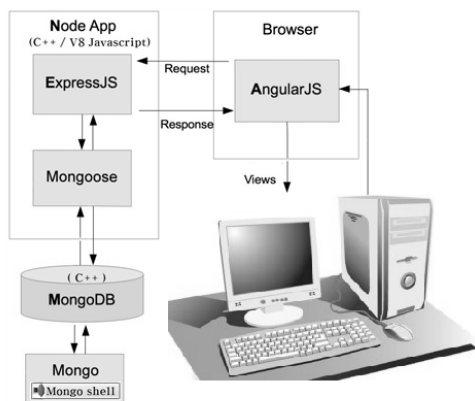 Node App
(C++ / V8 Javascript)
ExpressJS
Mongoose
(C++)
MongoDB
Mongo
Mongo shell
Request
Response
Browser
AngularJS
Views